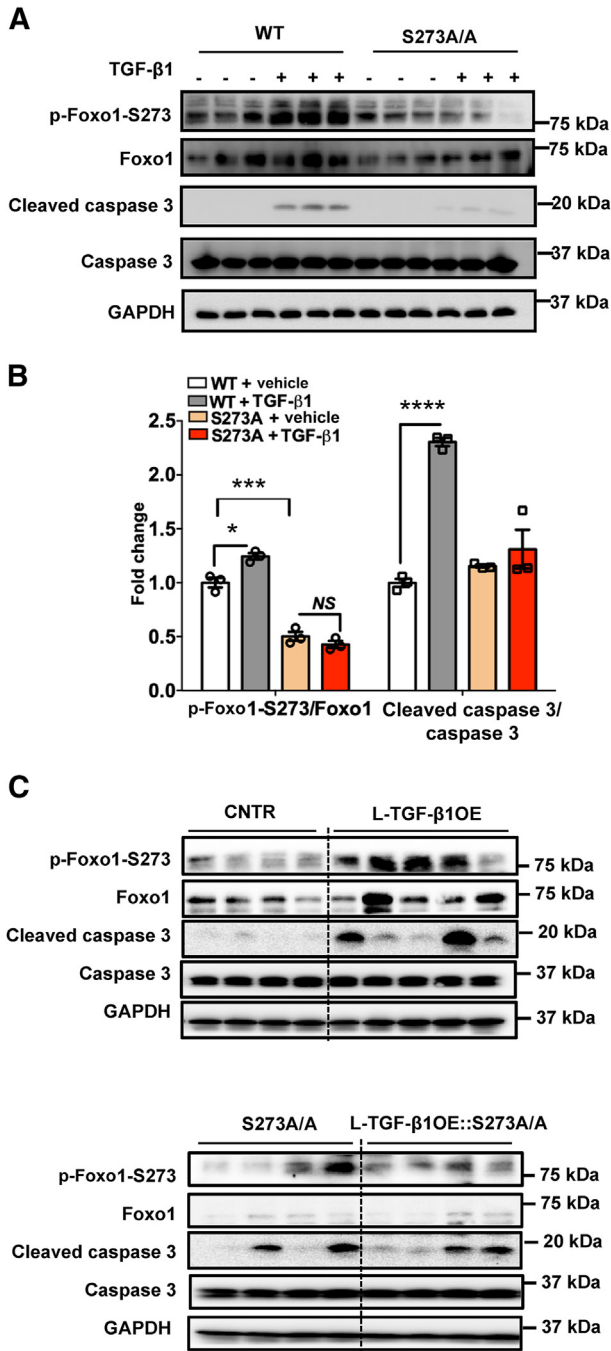 A
WT S273A/A
TGF-β1 - - - + + + - - - + + +
p-Foxo1-S273 75 kDa
Foxo1 75 kDa
Cleaved caspase 3 20 kDa
Caspase 3 37 kDa
GAPDH 37 kDa
B
WT + vehicle
WT + TGF-β1
S273A + vehicle
S273A + TGF-β1
Fold change
2.5
2.0
1.5
1.0
0.5
0.0
****
***
*
NS
p-Foxo1-S273/Foxo1 Cleaved caspase 3/
caspase 3
C
CNTR L-TGF-β1OE
p-Foxo1-S273 75 kDa
Foxo1 75 kDa
Cleaved caspase 3 20 kDa
Caspase 3 37 kDa
GAPDH 37 kDa
S273A/A L-TGF-β1OE::S273A/A
p-Foxo1-S273 75 kDa
Foxo1 75 kDa
Cleaved caspase 3 20 kDa
Caspase 3 37 kDa
GAPDH 37 kDa